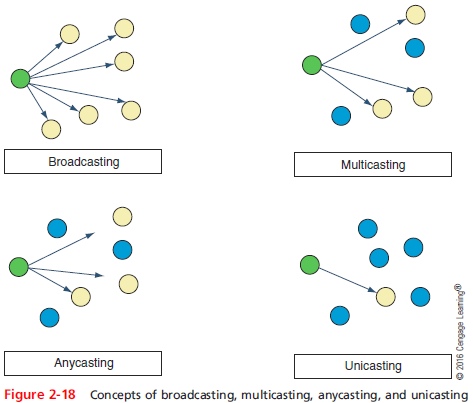 Broadcasting
Multicasting
Anycasting
Unicasting
© 2016 Cengage Learning®
Figure 2-18 Concepts of broadcasting, multicasting, anycasting, and unicasting